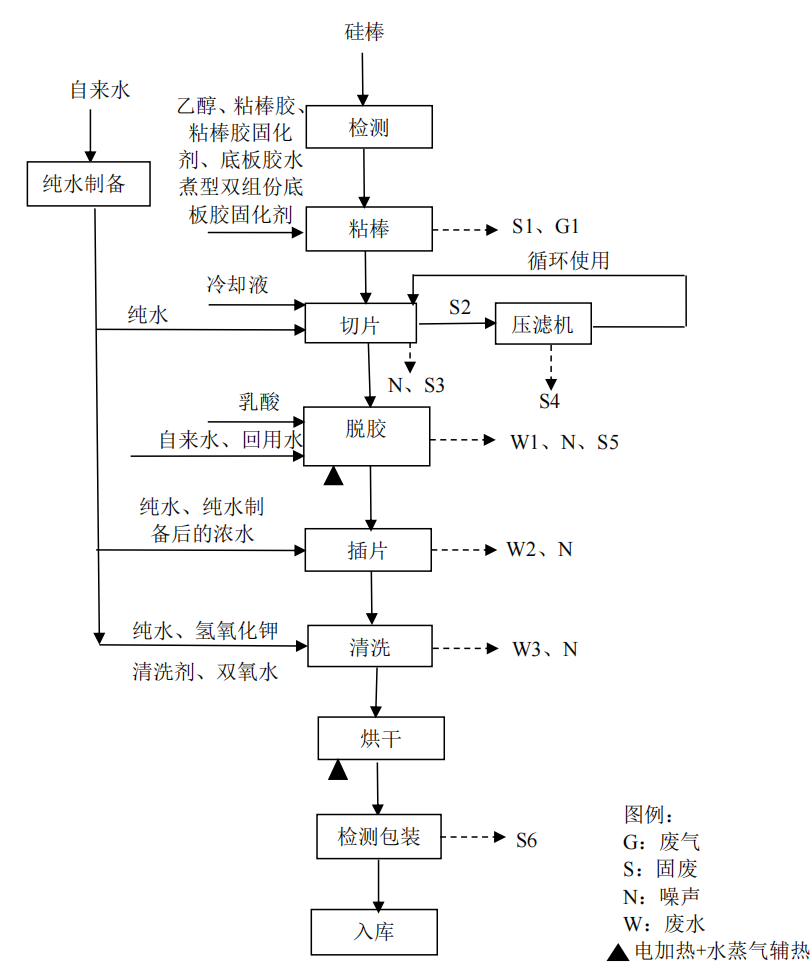 硅棒
自来水
乙醇、粘棒胶、
粘棒胶固化
剂、底板胶水
煮型双组份底
板胶固化剂
检测
纯水制备
粘棒
S1、G1
循环使用
冷却液
纯水
切片
S2
压滤机
N、S3
S4
乳酸
脱胶
自来水、回用水
W1、N、S5
纯水、纯水制
备后的浓水
插片
W2、N
纯水、氢氧化钾
清洗剂、双氧水
清洗
W3、N
烘干
检测包装
S6
入库
图例：
G：废气
S：固废
N：噪声
W：废水
电加热+水蒸气辅热